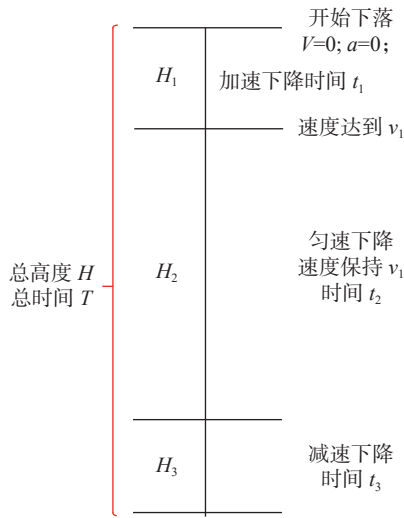 开始下落
V=0; a=0;
H₁
加速下降时间 t₁
速度达到 v₁
总高度 H
总时间 T
H₂
匀速下降
速度保持 v₁
时间 t₂
H₃
减速下降
时间 t₃